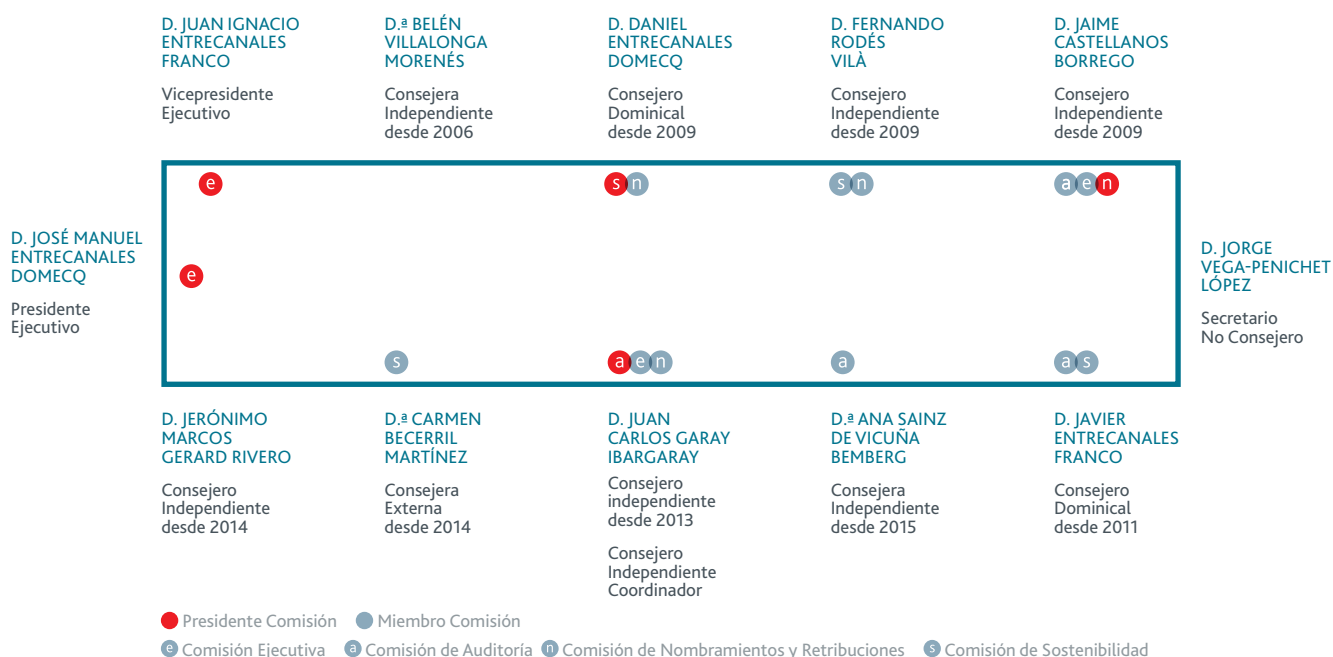 D. JUAN IGNACIO
ENTRECANALES
FRANCO
Vicepresidente
Ejecutivo
D.ª BELÉN
VILLALONGA
MORENÉS
Consejera
Independiente
desde 2006
D. DANIEL
ENTRECANALES
DOMECQ
Consejero
Dominical
desde 2009
D. FERNANDO
RODÉS
VILÀ
Consejero
Independiente
desde 2009
D. JAIME
CASTELLANOS
BORREGO
Consejero
Independiente
desde 2009
e
s n
s n
a e n
D. JOSÉ MANUEL
ENTRECANALES
DOMECQ
Presidente
Ejecutivo
e
D. JORGE
VEGA-PENICHET
LÓPEZ
Secretario
No Consejero
s
a e n
a
a s
D. JERÓNIMO
MARCOS
GERARD RIVERO
Consejero
Independiente
desde 2014
D.ª CARMEN
BECERRIL
MARTÍNEZ
Consejera
Externa
desde 2014
D. JUAN
CARLOS GARAY
IBARGARAY
Consejero
independiente
desde 2013
Consejero
Independiente
Coordinador
D.ª ANA SAINZ
DE VICUÑA
BEMBERG
Consejera
Independiente
desde 2015
D. JAVIER
ENTRECANALES
FRANCO
Consejero
Dominical
desde 2011
Presidente Comisión Miembro Comisión
e Comisión Ejecutiva a Comisión de Auditoría n Comisión de Nombramientos y Retribuciones s Comisión de Sostenibilidad